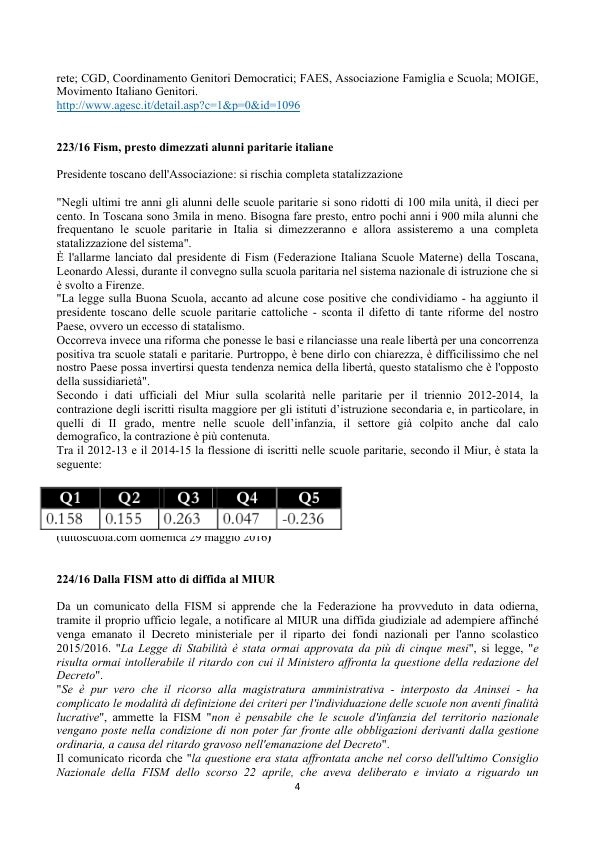 rete; CGD, Coordinamento Genitori Democratici; FAES, Associazione Famiglia e Scuola; MOIGE,
Movimento Italiano Genitori.
http://www.agesc.it/detail.asp?c=1&p=0&id=1096
223/16 Fism, presto dimezzati alunni paritarie italiane
Presidente toscano dell'Associazione: si rischia completa statalizzazione
"Negli ultimi tre anni gli alunni delle scuole paritarie si sono ridotti di 100 mila unità, il dieci per
cento. In Toscana sono 3mila in meno. Bisogna fare presto, entro pochi anni i 900 mila alunni che
frequentano le scuole paritarie in Italia si dimezzeranno e allora assisteremo a una completa
statalizzazione del sistema".
È l'allarme lanciato dal presidente di Fism (Federazione Italiana Scuole Materne) della Toscana,
Leonardo Alessi, durante il convegno sulla scuola paritaria nel sistema nazionale di istruzione che si
è svolto a Firenze.
"La legge sulla Buona Scuola, accanto ad alcune cose positive che condividiamo - ha aggiunto il
presidente toscano delle scuole paritarie cattoliche - sconta il difetto di tante riforme del nostro
Paese, ovvero un eccesso di statalismo.
Occorreva invece una riforma che ponesse le basi e rilanciasse una reale libertà per una concorrenza
positiva tra scuole statali e paritarie. Purtroppo, è bene dirlo con chiarezza, è difficilissimo che nel
nostro Paese possa invertirsi questa tendenza nemica della libertà, questo statalismo che è l'opposto
della sussidiarietà".
Secondo i dati ufficiali del Miur sulla scolarità nelle paritarie per il triennio 2012-2014, la
contrazione degli iscritti risulta maggiore per gli istituti d’istruzione secondaria e, in particolare, in
quelli di II grado, mentre nelle scuole dell’infanzia, il settore già colpito anche dal calo
demografico, la contrazione è più contenuta.
Tra il 2012-13 e il 2014-15 la flessione di iscritti nelle scuole paritarie, secondo il Miur, è stata la
seguente:
Q1 Q2 Q3 Q4 Q5
0.158 0.155 0.263 0.047 -0.236
(tuttoscuola.com domenica 29 maggio 2016)
224/16 Dalla FISM atto di diffida al MIUR
Da un comunicato della FISM si apprende che la Federazione ha provveduto in data odierna,
tramite il proprio ufficio legale, a notificare al MIUR una diffida giudiziale ad adempiere affinché
venga emanato il Decreto ministeriale per il riparto dei fondi nazionali per l'anno scolastico
2015/2016. "La Legge di Stabilità è stata ormai approvata da più di cinque mesi", si legge, "e
risulta ormai intollerabile il ritardo con cui il Ministero affronta la questione della redazione del
Decreto".
"Se è pur vero che il ricorso alla magistratura amministrativa - interposto da Aninsei - ha
complicato le modalità di definizione dei criteri per l'individuazione delle scuole non aventi finalità
lucrative", ammette la FISM "non è pensabile che le scuole d'infanzia del territorio nazionale
vengano poste nella condizione di non poter far fronte alle obbligazioni derivanti dalla gestione
ordinaria, a causa del ritardo gravoso nell'emanazione del Decreto".
Il comunicato ricorda che "la questione era stata affrontata anche nel corso dell'ultimo Consiglio
Nazionale della FISM dello scorso 22 aprile, che aveva deliberato e inviato a riguardo un
4